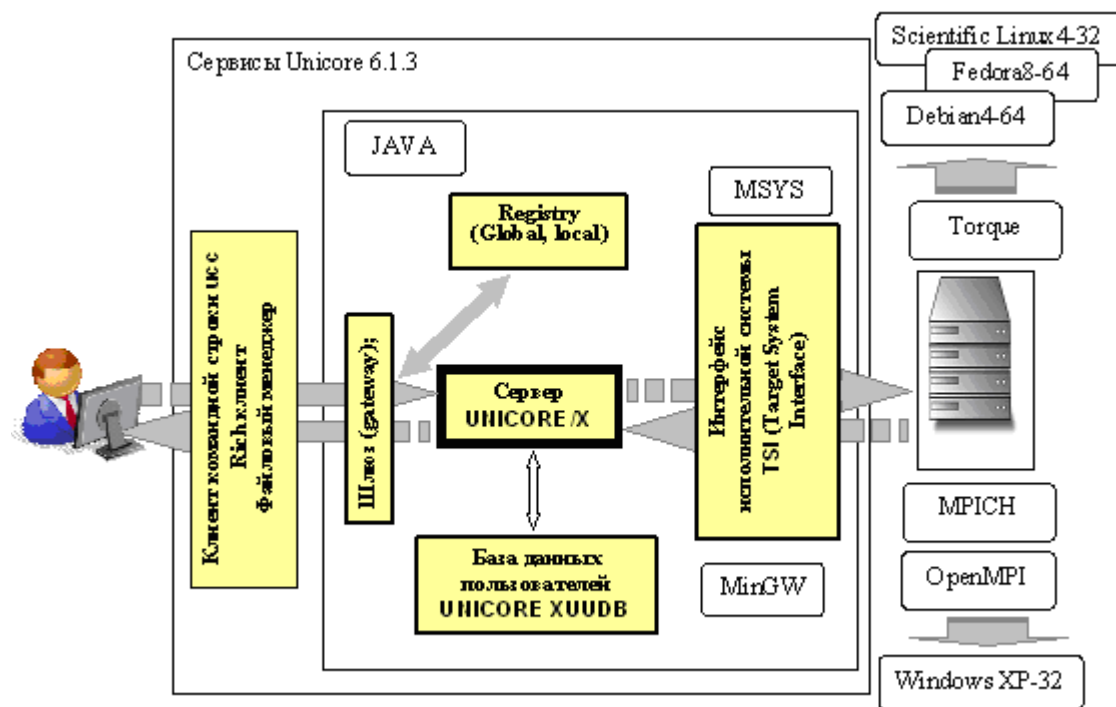 Scientific Linux 4-32
Fedora8-64
Debian4-64
Сервисы Unicore 6.1.3
JAVA
MSYS
Torque
Registry
(Global, local)
Клиент командной строки ucc
Rich клиент
Файловый менеджер
Шлюз (gateway);
Сервер
UNICORE /X
Интерфейс
исполнительной системы
TSI (Target System
Interface)
База данных
пользователей
UNICORE XUUDB
MinGW
MPICH
OpenMPI
Windows XP-32